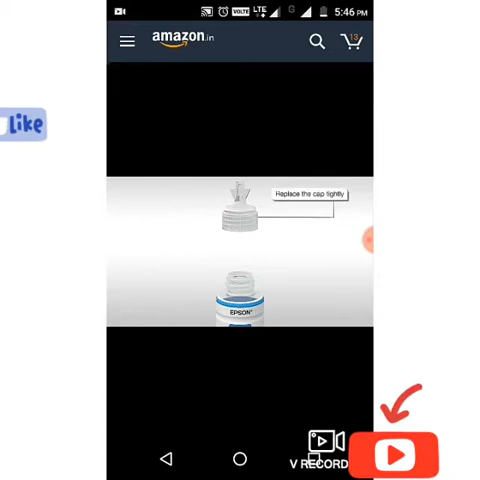 VOLTE LTE G 5:46 PM
amazon.in
13
Like
Replace the cap tightly
EPSON
V RECORD